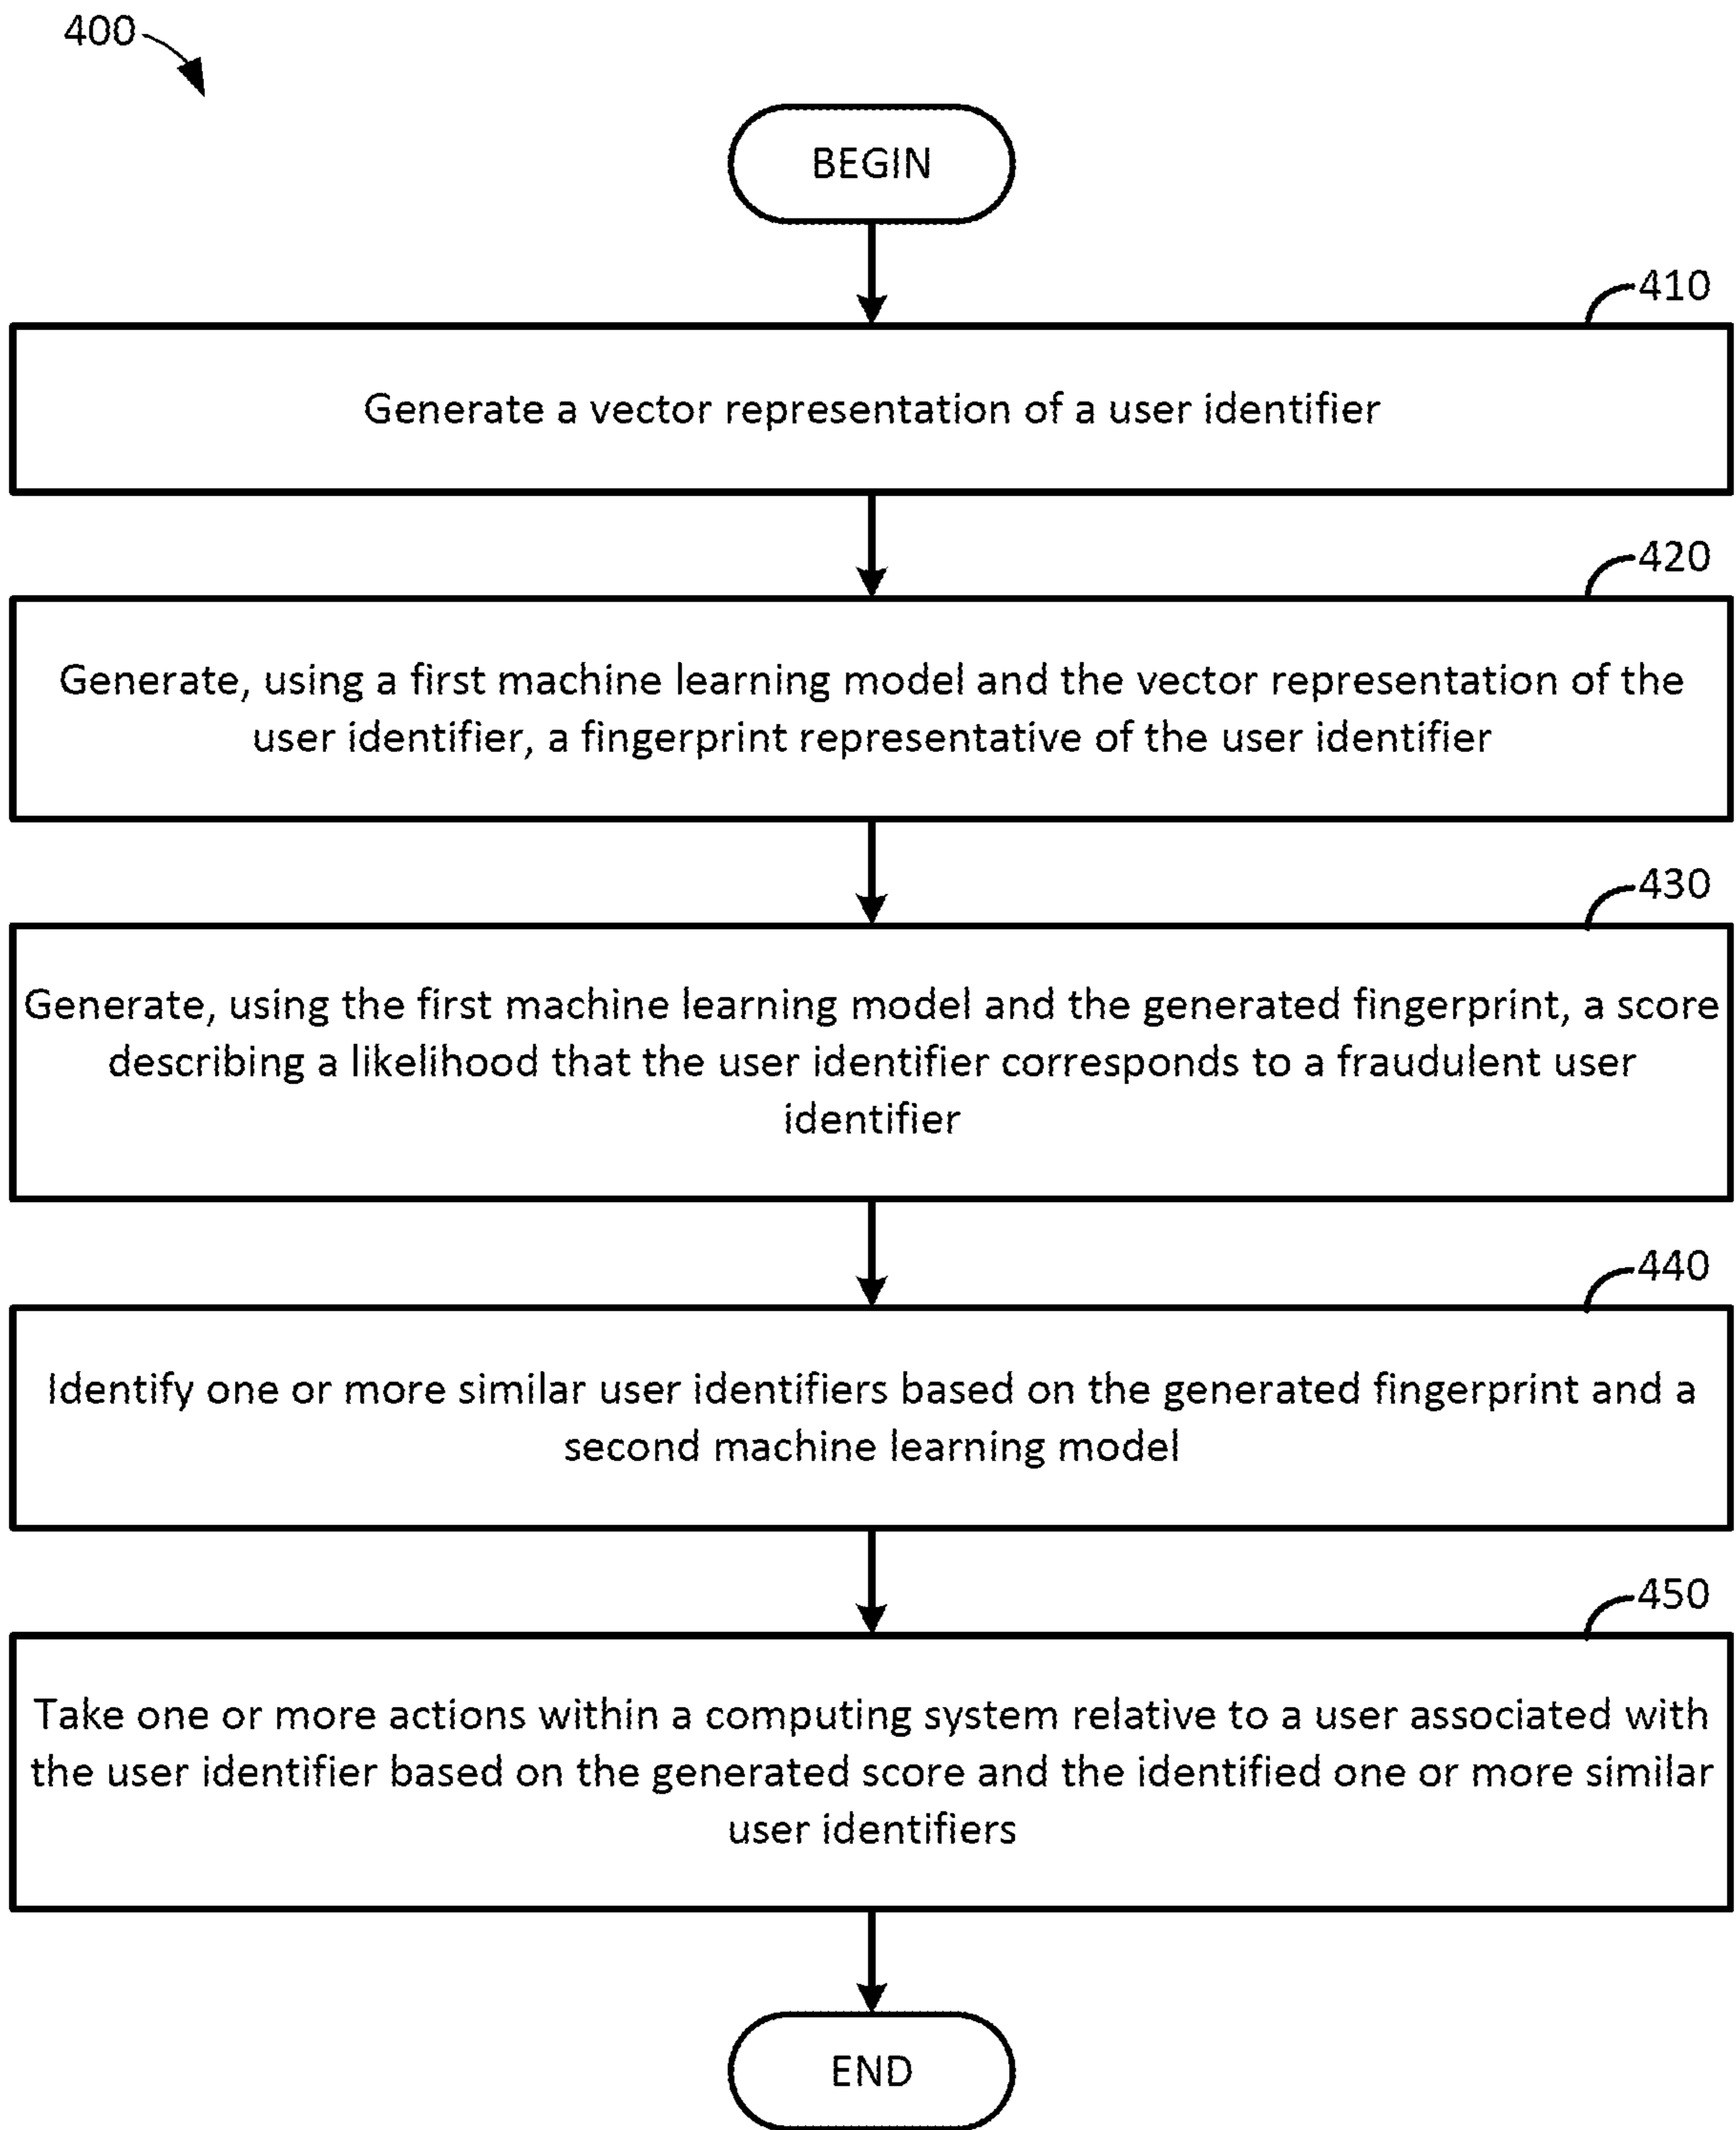 400
BEGIN
410
Generate a vector representation of a user identifier
420
Generate, using a first machine learning model and the vector representation of the
user identifier, a fingerprint representative of the user identifier
430
Generate, using the first machine learning model and the generated fingerprint, a score
describing a likelihood that the user identifier corresponds to a fraudulent user
identifier
440
Identify one or more similar user identifiers based on the generated fingerprint and a
second machine learning model
450
Take one or more actions within a computing system relative to a user associated with
the user identifier based on the generated score and the identified one or more similar
user identifiers
END